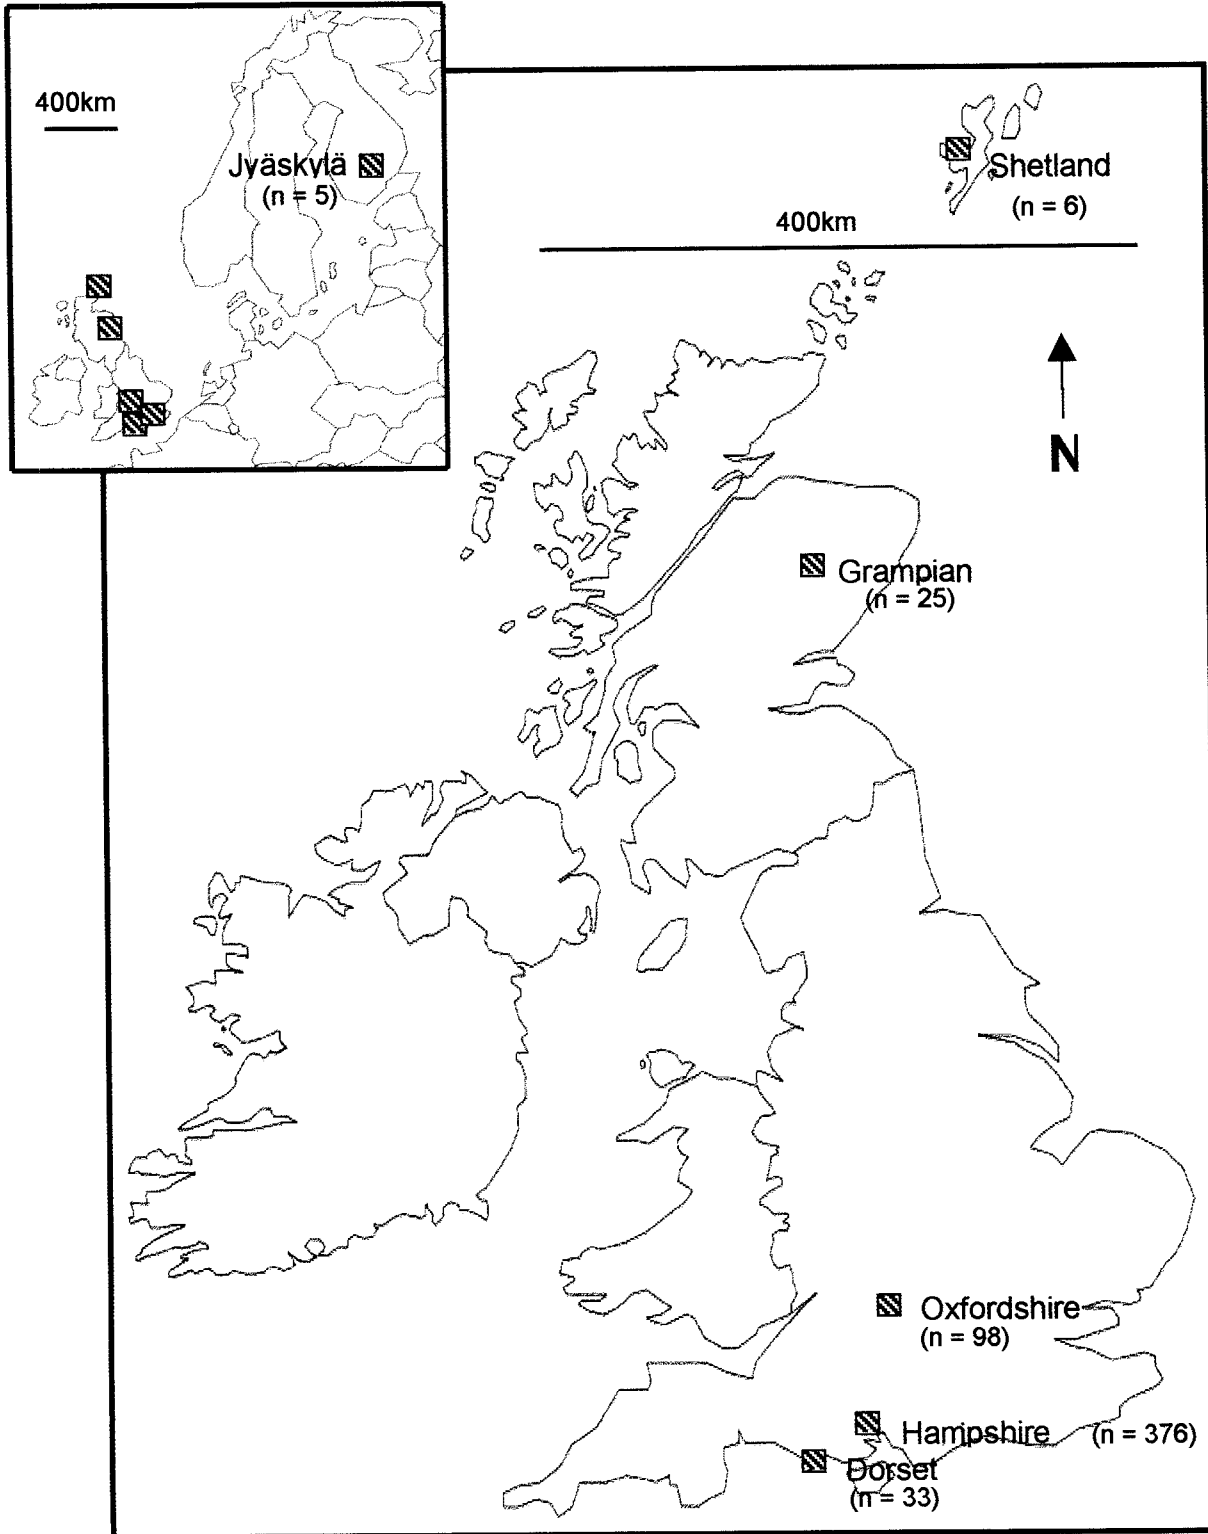 400km
Jyäskylä
(n = 5)
Shetland
(n = 6)
400km
N
Grampian
(n = 25)
Oxfordshire
(n = 98)
Hampshire (n = 376)
Dorset
(n = 33)